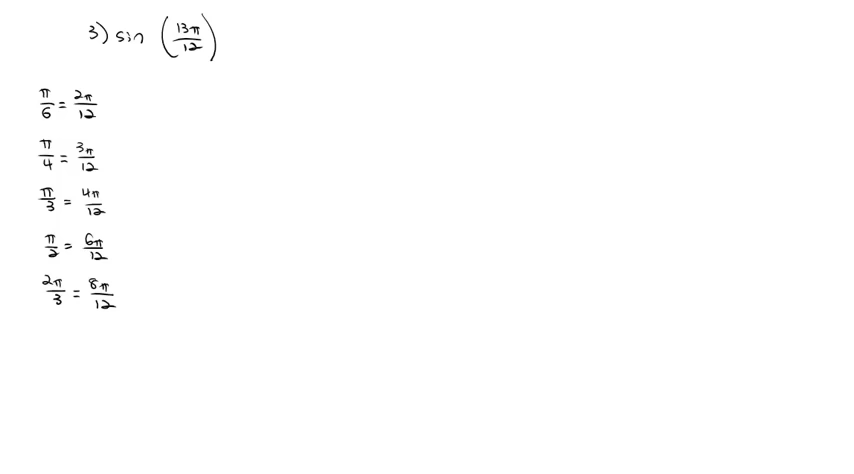 3) sin (13π/12)
π/6 = 2π/12
π/4 = 3π/12
π/3 = 4π/12
π/2 = 6π/12
2π/3 = 8π/12